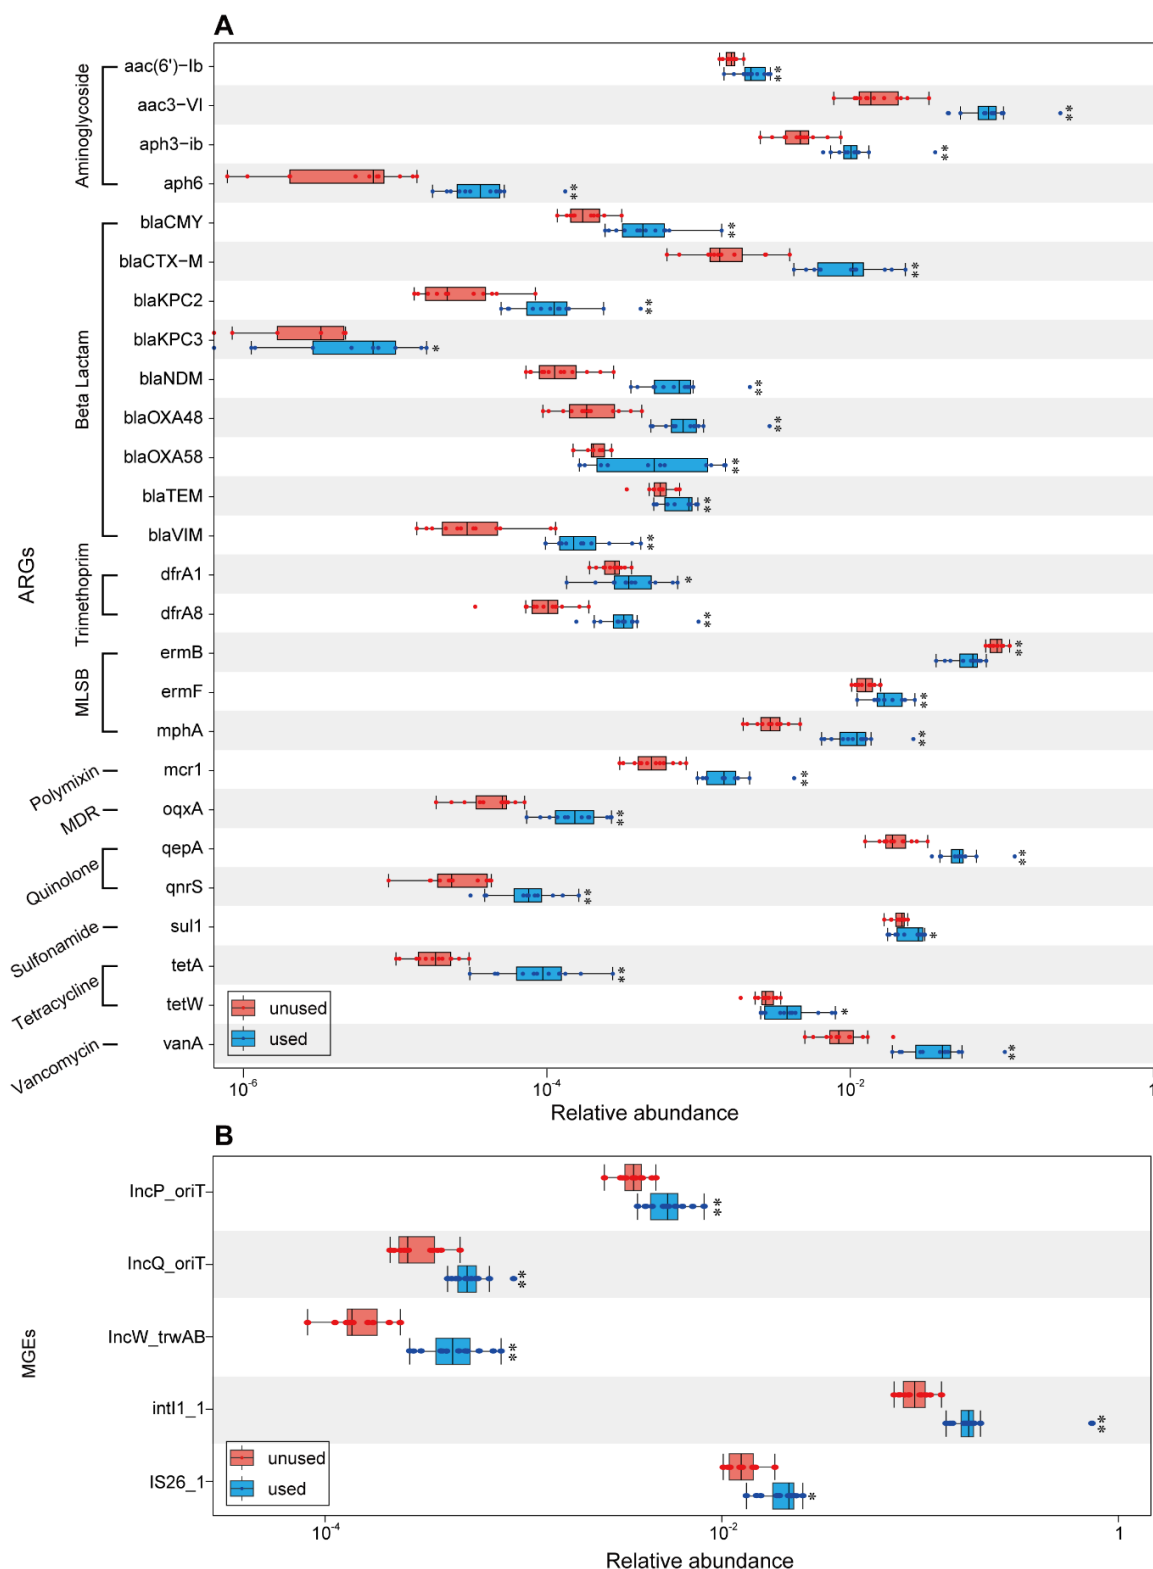 A
Aminoglycoside
aac(6')−Ib
aac3−VI
aph3−ib
aph6
Beta Lactam
blaCMY
blaCTX−M
blaKPC2
blaKPC3
blaNDM
blaOXA48
blaOXA58
blaTEM
blaVIM
ARGs
Trimethoprim
dfrA1
dfrA8
MLSB
ermB
ermF
mphA
Polymixin
mcr1
MDR
oqxA
Quinolone
qepA
qnrS
Sulfonamide
sul1
Tetracycline
tetA
tetW
Vancomycin
vanA
**
**
**
**
**
**
**
*
**
**
**
**
**
*
**
**
**
**
**
**
**
**
*
**
*
**
unused
used
10-6
10-4
10-2
1
Relative abundance
B
MGEs
IncP_oriT
IncQ_oriT
IncW_trwAB
intI1_1
IS26_1
**
**
**
**
*
unused
used
10-4
10-2
1
Relative abundance